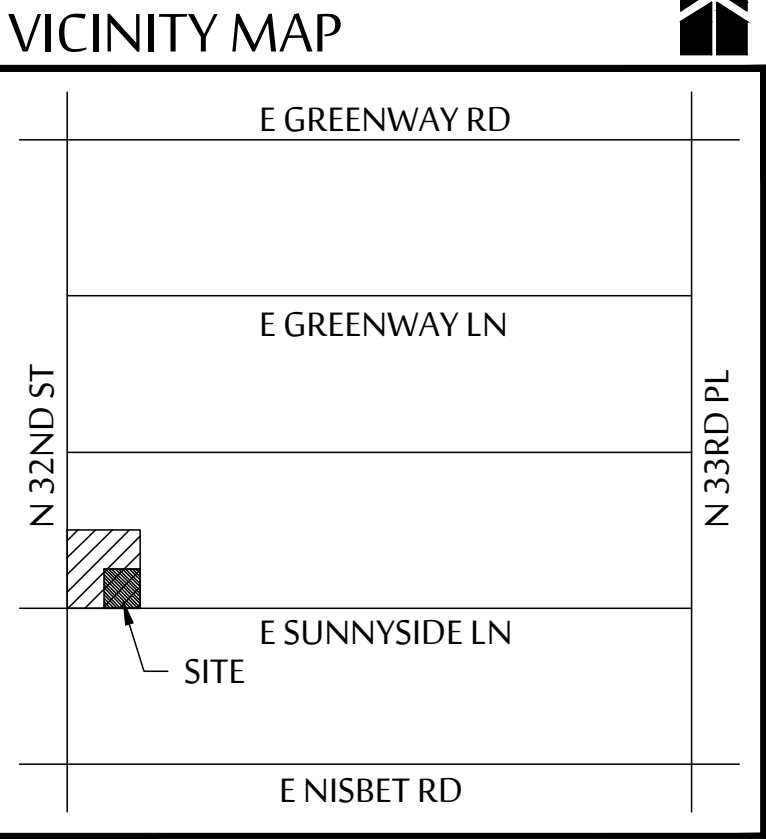 VICINITY MAP
E GREENWAY RD
E GREENWAY LN
N 32ND ST
N 33RD PL
E SUNNYSIDE LN
SITE
E NISBET RD